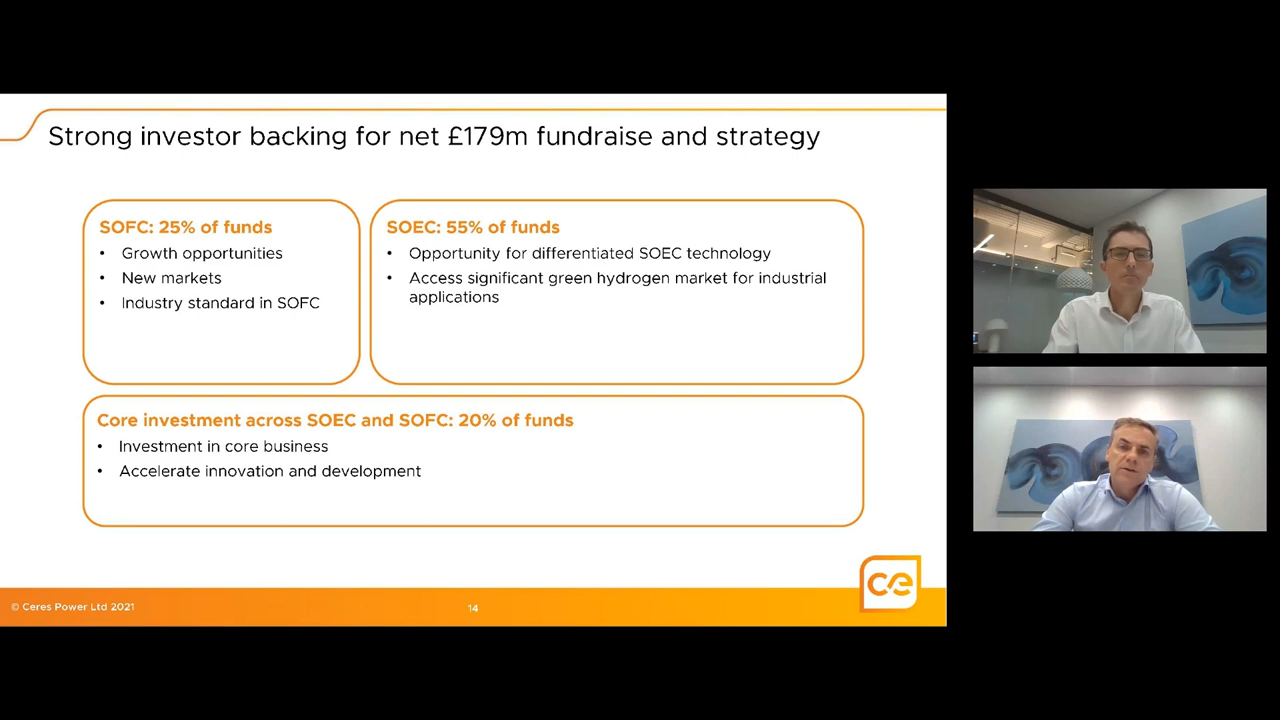 Strong investor backing for net £179m fundraise and strategy
SOFC: 25% of funds
• Growth opportunities
• New markets
• Industry standard in SOFC
SOEC: 55% of funds
• Opportunity for differentiated SOEC technology
• Access significant green hydrogen market for industrial
applications
Core investment across SOEC and SOFC: 20% of funds
• Investment in core business
• Accelerate innovation and development
© Ceres Power Ltd 2021
14
ce